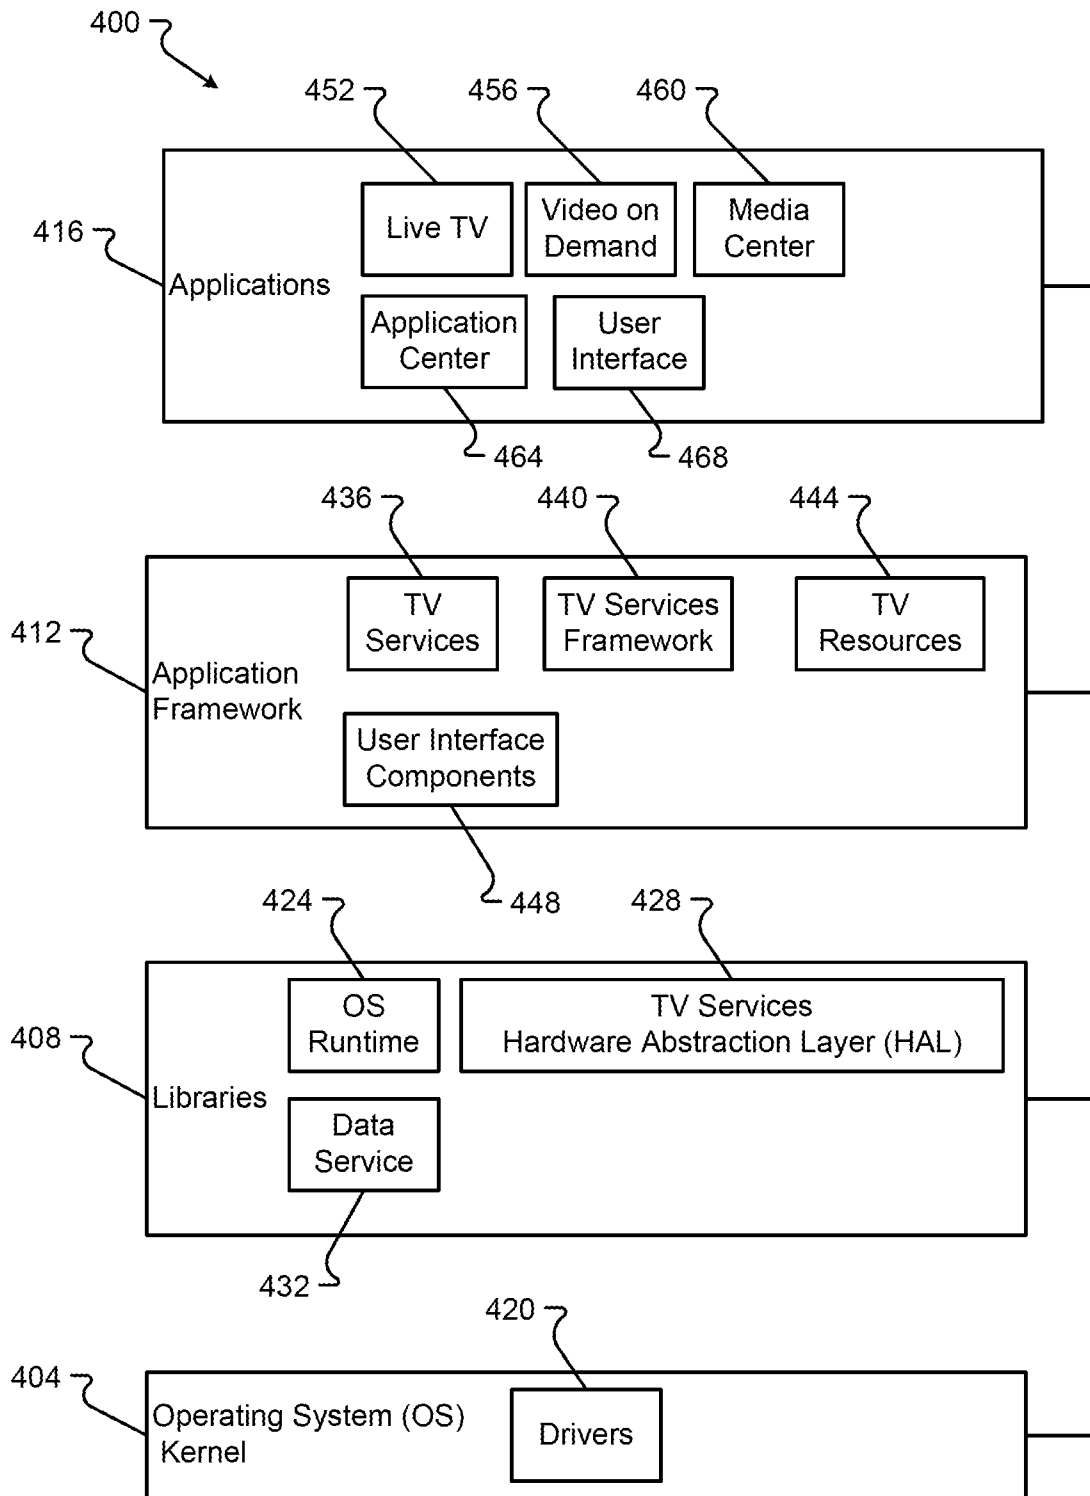 400
452
456
460
416
Applications
Live TV
Video on
Demand
Media
Center
Application
Center
User
Interface
464
468
436
440
444
412
Application
Framework
TV
Services
TV Services
Framework
TV
Resources
User Interface
Components
448
424
428
408
Libraries
OS
Runtime
TV Services
Hardware Abstraction Layer (HAL)
Data
Service
432
420
404
Operating System (OS)
Kernel
Drivers